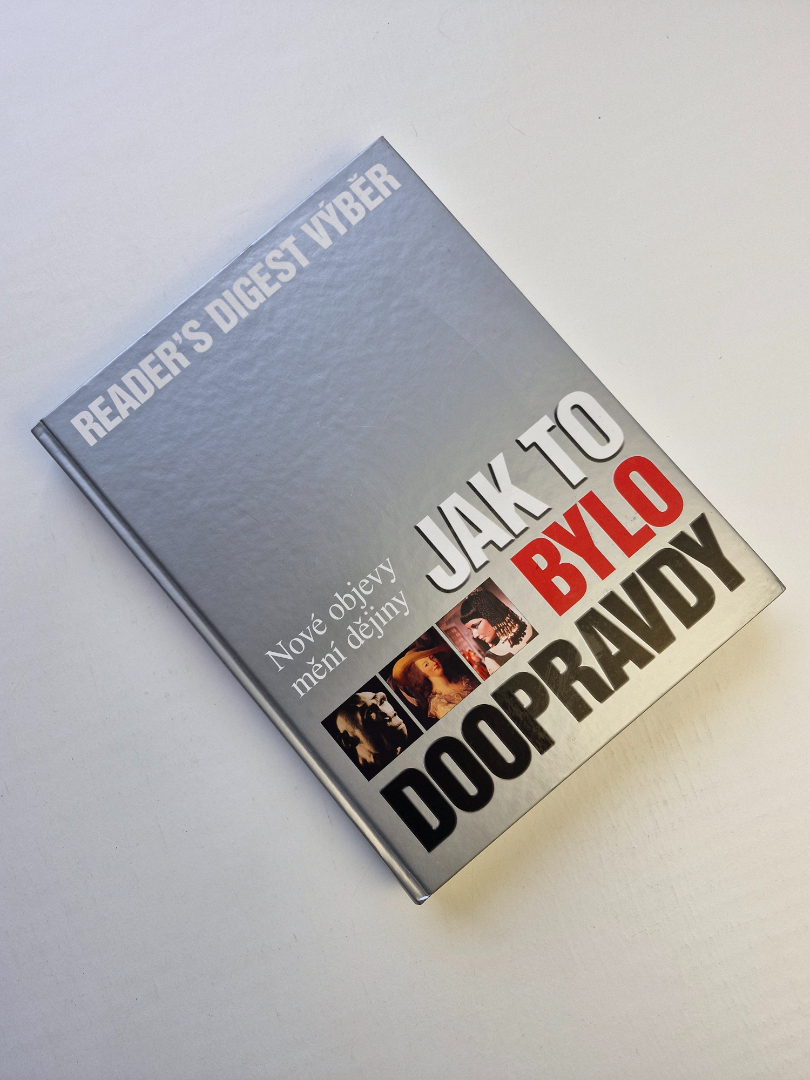 READER'S DIGEST VÝBĚR
JAK TO
BYLO
Nové objevy
mění dějiny
DOOPRAVDY